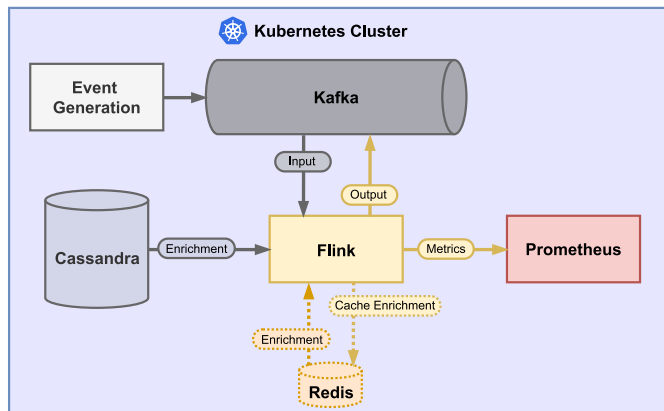 Kubernetes Cluster
Event
Generation
Kafka
Input
Output
Cassandra
Enrichment
Flink
Metrics
Prometheus
Cache Enrichment
Enrichment
Redis